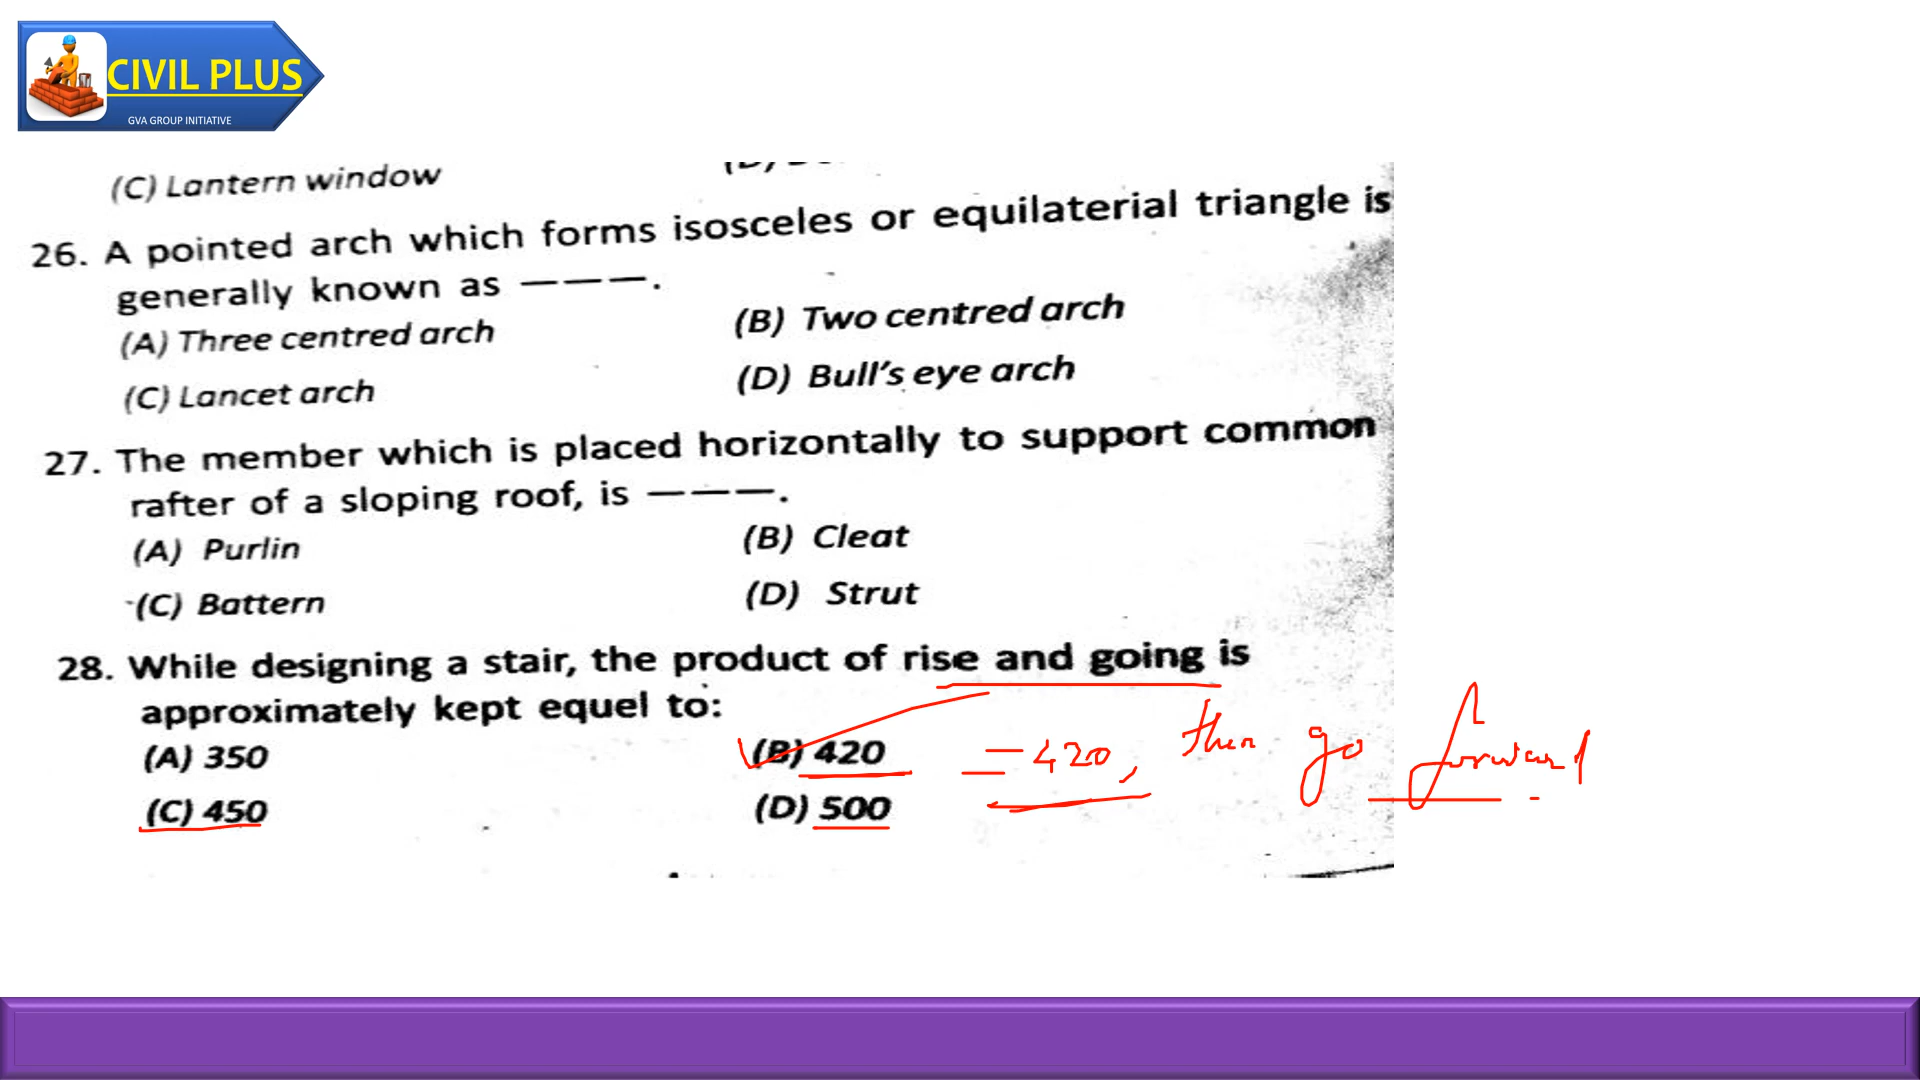 CIVIL PLUS
GVA GROUP INITIATIVE
(C) Lantern window
26. A pointed arch which forms isosceles or equilaterial triangle is
generally known as ———.
(A) Three centred arch (B) Two centred arch
(C) Lancet arch (D) Bull's eye arch
27. The member which is placed horizontally to support common
rafter of a sloping roof, is ———.
(A) Purlin (B) Cleat
(C) Battern (D) Strut
28. While designing a stair, the product of rise and going is
approximately kept equel to:
(A) 350 (B) 420 = 420, then go forward
(C) 450 (D) 500